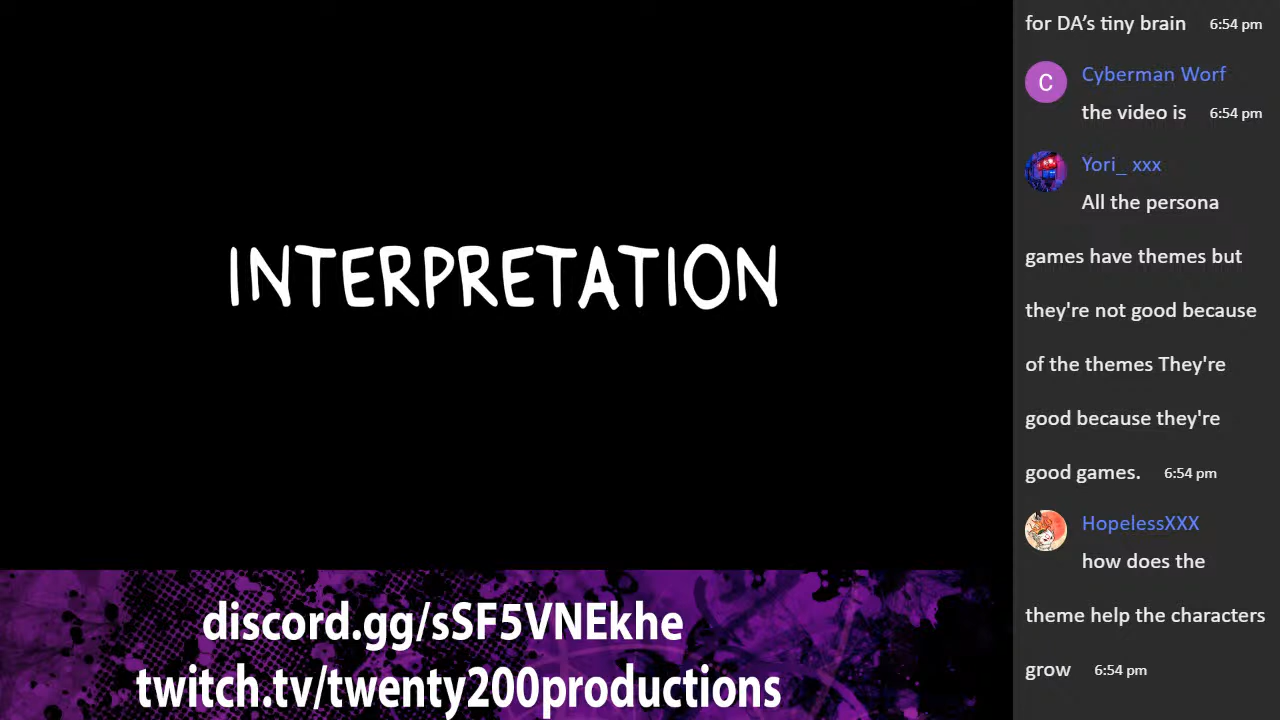 INTERPRETATION
discord.gg/sSF5VNEkhe
twitch.tv/twenty200productions
for DA’s tiny brain 6:54 pm
C
Cyberman Worf
the video is 6:54 pm
Yori_ xxx
All the persona
games have themes but
they're not good because
of the themes They're
good because they're
good games. 6:54 pm
HopelessXXX
how does the
theme help the characters
grow 6:54 pm